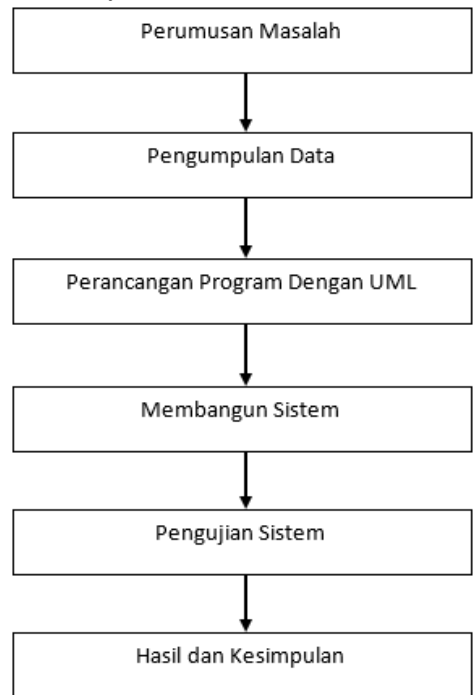 Perumusan Masalah
Pengumpulan Data
Perancangan Program Dengan UML
Membangun Sistem
Pengujian Sistem
Hasil dan Kesimpulan